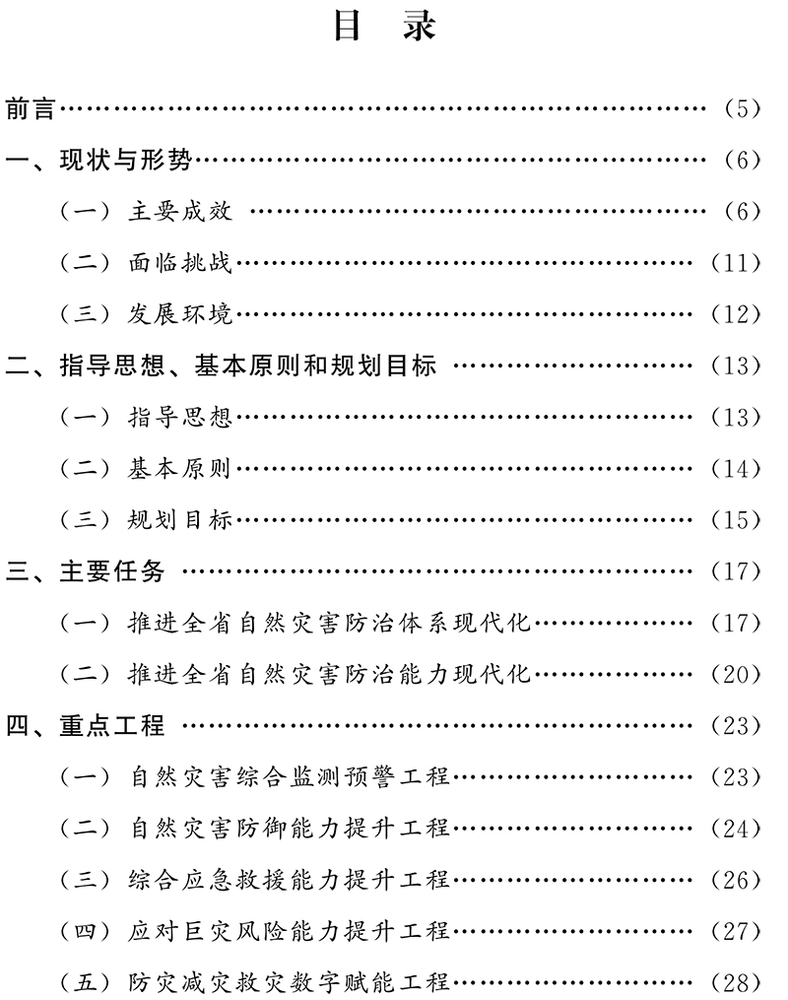 目 录
前言……………………………………………………………… （5）
一、现状与形势………………………………………………… （6）
（一）主要成效 …………………………………………… （6）
（二）面临挑战…………………………………………… （11）
（三）发展环境…………………………………………… （12）
二、指导思想、基本原则和规划目标 ……………………… （13）
（一）指导思想…………………………………………… （13）
（二）基本原则…………………………………………… （14）
（三）规划目标…………………………………………… （15）
三、主要任务 ………………………………………………… （17）
（一）推进全省自然灾害防治体系现代化……………… （17）
（二）推进全省自然灾害防治能力现代化……………… （20）
四、重点工程 ………………………………………………… （23）
（一）自然灾害综合监测预警工程……………………… （23）
（二）自然灾害防御能力提升工程……………………… （24）
（三）综合应急救援能力提升工程……………………… （26）
（四）应对巨灾风险能力提升工程……………………… （27）
（五）防灾减灾救灾数字赋能工程……………………… （28）